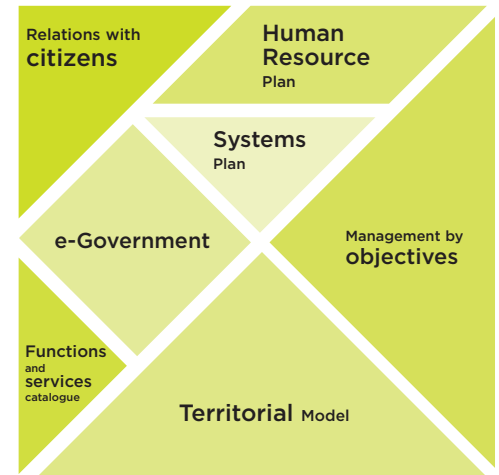 Relations with
citizens
Human
Resource
Plan
Systems
Plan
e-Government
Management by
objectives
Functions
and
services
catalogue
Territorial Model